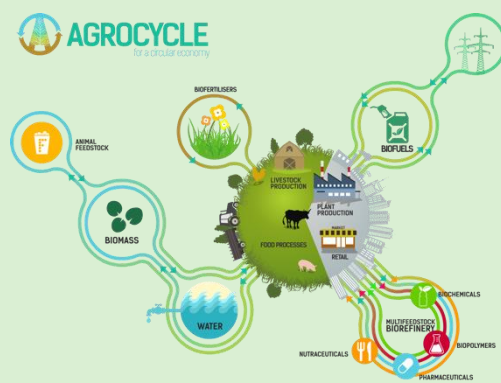 AGROCYCLE
for a circular economy
BIOFERTILISERS
ANIMAL
FEEDSTOCK
BIOFUELS
LIVESTOCK
PRODUCTION
PLANT
PRODUCTION
BIOMASS
MARKET
FOOD PROCESSES
RETAIL
WATER
BIOCHEMICALS
MULTIFEEDSTOCK
BIOREFINERY
BIOPOLYMERS
NUTRACEUTICALS
PHARMACEUTICALS